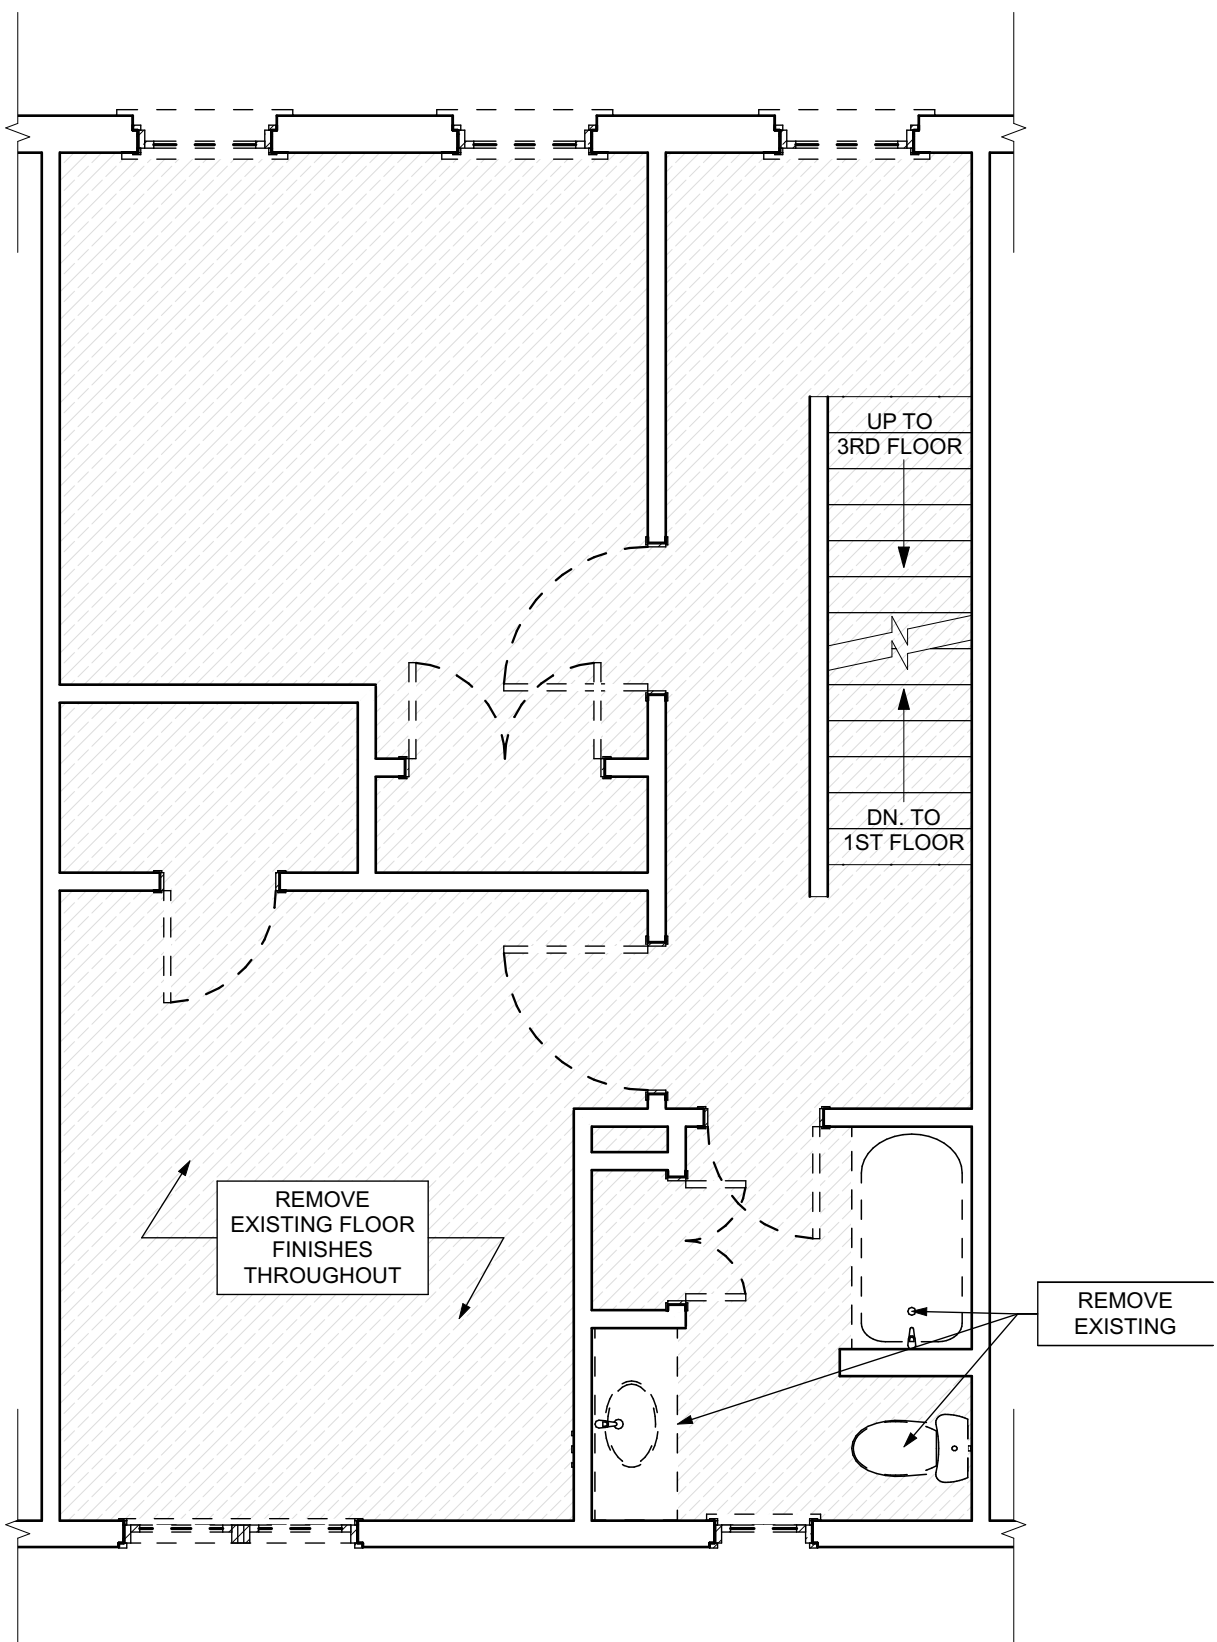 UP TO
3RD FLOOR
DN. TO
1ST FLOOR
REMOVE
EXISTING FLOOR
FINISHES
THROUGHOUT
REMOVE
EXISTING